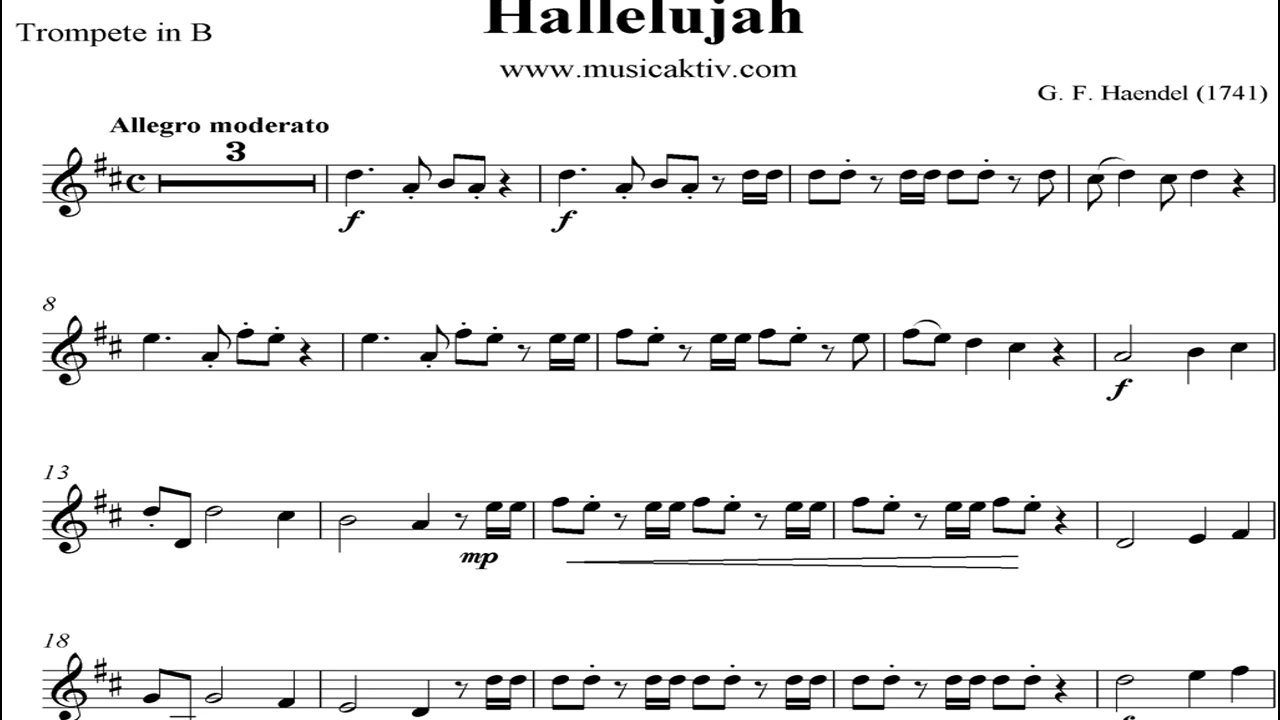 Hallelujah
Trompete in B
www.musicaktiv.com
G. F. Haendel (1741)
Allegro moderato
3
f
f
8
f
13
mp
18
f